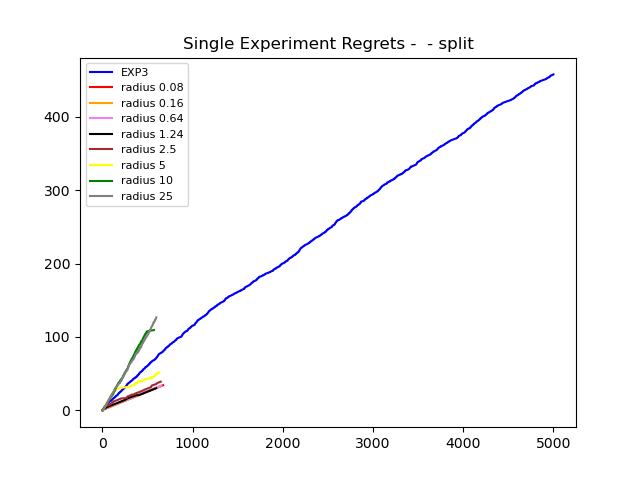 Single Experiment Regrets -  - split
EXP3
radius 0.08
radius 0.16
radius 0.64
radius 1.24
radius 2.5
radius 5
radius 10
radius 25
400
300
200
100
0
0 1000 2000 3000 4000 5000